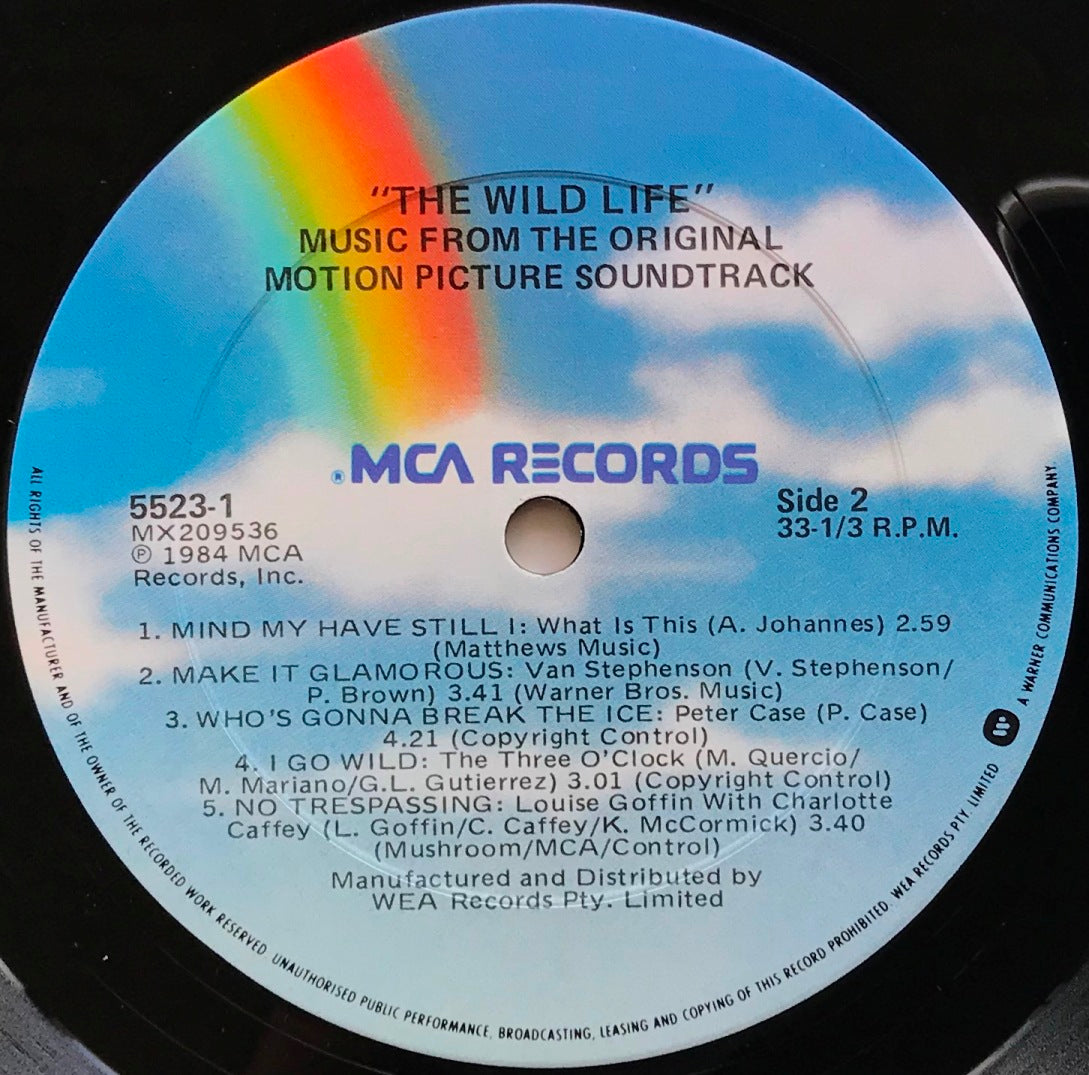 "THE WILD LIFE"
MUSIC FROM THE ORIGINAL
MOTION PICTURE SOUNDTRACK
® MCA RECORDS
5523-1
MX209536
℗ 1984 MCA
Records, Inc.
Side 2
33-1/3 R.P.M.
1. MIND MY HAVE STILL I: What Is This (A. Johannes) 2.59
(Matthews Music)
2. MAKE IT GLAMOROUS: Van Stephenson (V. Stephenson/
P. Brown) 3.41 (Warner Bros. Music)
3. WHO'S GONNA BREAK THE ICE: Peter Case (P. Case)
4.21 (Copyright Control)
4. I GO WILD: The Three O'Clock (M. Quercio/
M. Mariano/G.L. Gutierrez) 3.01 (Copyright Control)
5. NO TRESPASSING: Louise Goffin With Charlotte
Caffey (L. Goffin/C. Caffey/K. McCormick) 3.40
(Mushroom/MCA/Control)
Manufactured and Distributed by
WEA Records Pty. Limited
ALL RIGHTS OF THE MANUFACTURER AND OF THE OWNER OF THE RECORDED WORK RESERVED. UNAUTHORISED PUBLIC PERFORMANCE, BROADCASTING, LEASING AND COPYING OF THIS RECORD PROHIBITED. WEA RECORDS PTY. LIMITED A WARNER COMMUNICATIONS COMPANY.